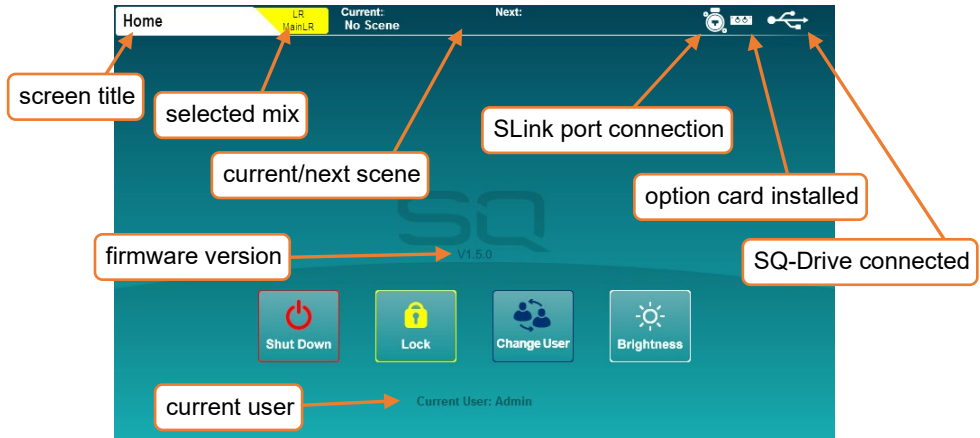 Home
LR
MainLR
Current:
No Scene
Next:
screen title
selected mix
SLink port connection
current/next scene
option card installed
SQ
firmware version
V1.5.0
SQ-Drive connected
Shut Down
Lock
Change User
Brightness
current user
Current User: Admin